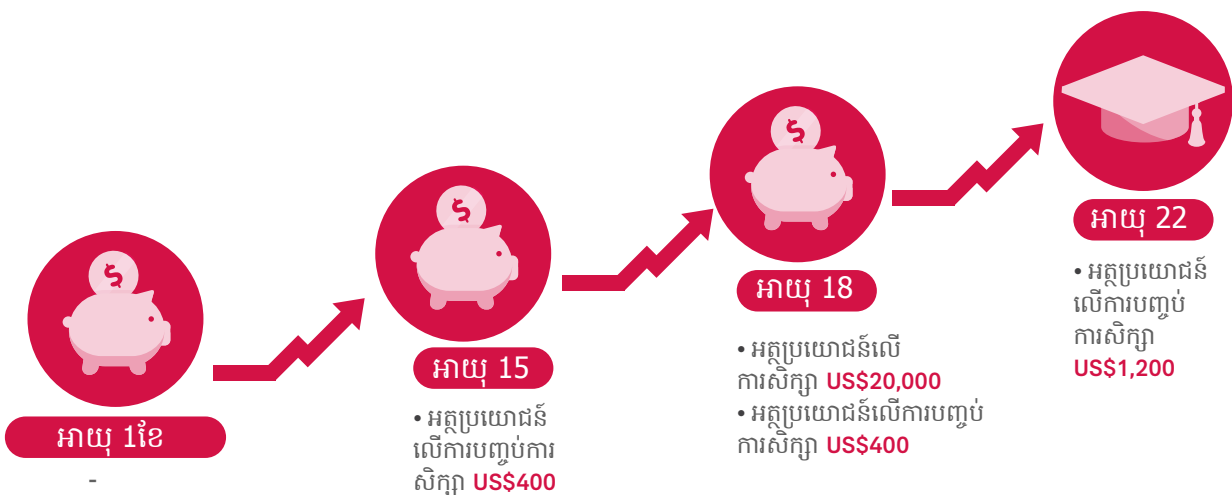 អាយុ 1ខែ
-
អាយុ 15
• អត្ថប្រយោជន៍
លើការបញ្ចប់ការ
សិក្សា US$400
អាយុ 18
• អត្ថប្រយោជន៍លើ
ការសិក្សា US$20,000
• អត្ថប្រយោជន៍លើការបញ្ចប់
ការសិក្សា US$400
អាយុ 22
• អត្ថប្រយោជន៍
លើការបញ្ចប់
ការសិក្សា
US$1,200